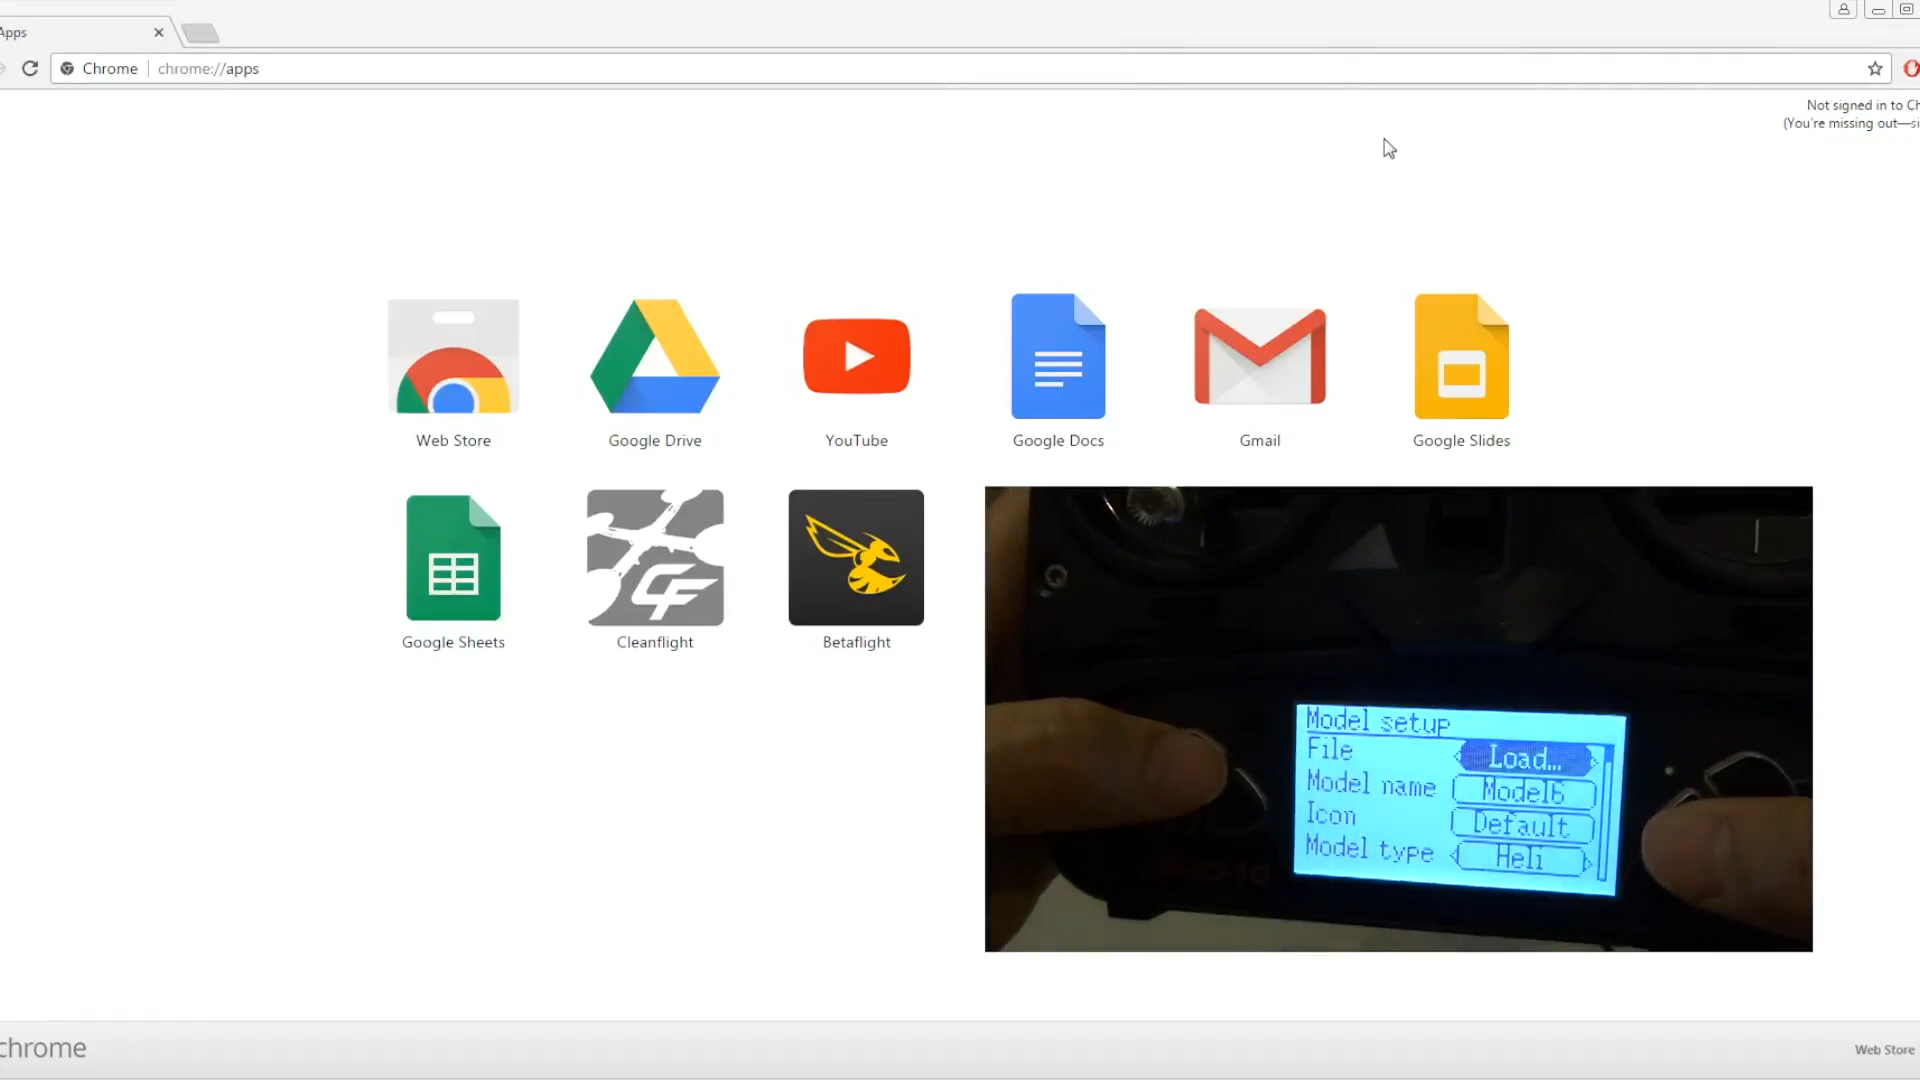 Apps
Chrome chrome://apps
Not signed in to Ch
(You're missing out—si
Web Store
Google Drive
YouTube
Google Docs
Gmail
Google Slides
Google Sheets
CF
Cleanflight
Betaflight
Model setup
File Load...
Model name Model6
Icon Default
Model type Heli
chrome
Web Store